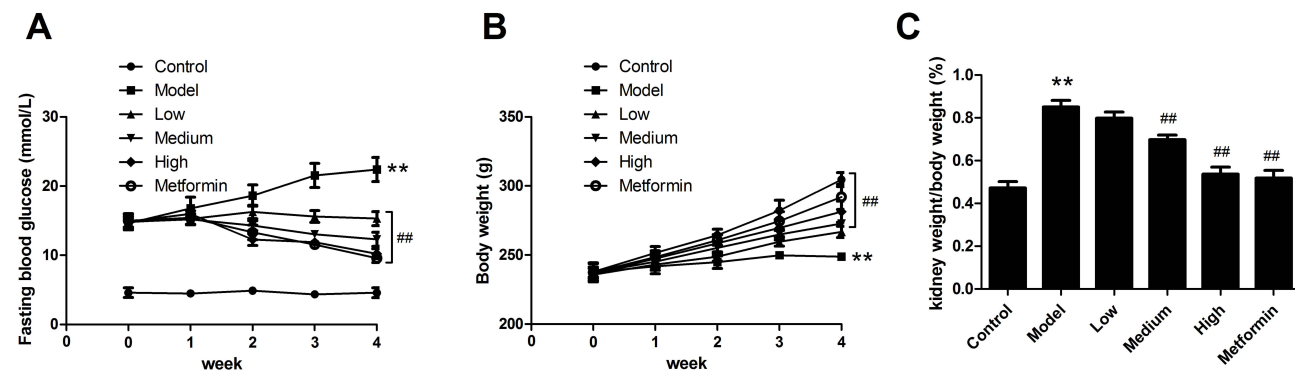 A
Control
Model
Low
Medium
High
Metformin
Fasting blood glucose (mmol/L)
30
20
10
0
**
##
0 0 1 2 3 4
week
B
Control
Model
Low
Medium
High
Metformin
Body weight (g)
350
300
250
200
##
**
0 0 1 2 3 4
week
C
kidney weight/body weight (%)
1.0
0.8
0.6
0.4
0.2
0.0
**
##
##
##
Control
Model
Low
Medium
High
Metformin